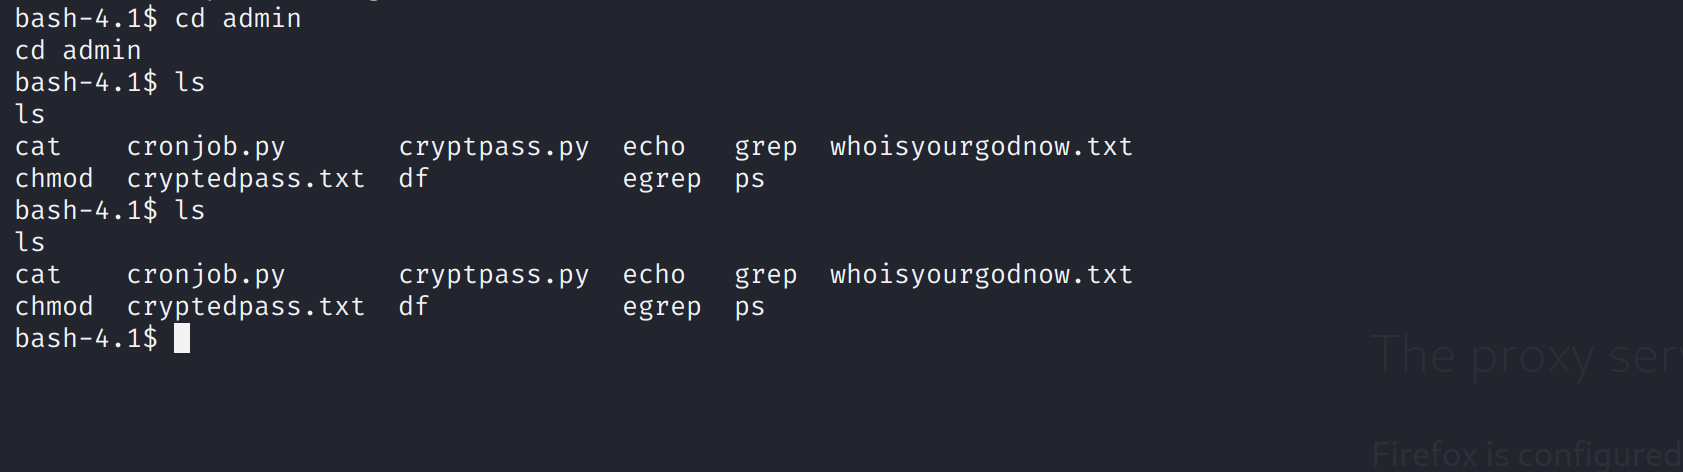 bash-4.1$ cd admin
cd admin
bash-4.1$ ls
ls
cat    cronjob.py       cryptpass.py  echo   grep  whoisyourgodnow.txt
chmod  cryptedpass.txt  df            egrep  ps
bash-4.1$ ls
ls
cat    cronjob.py       cryptpass.py  echo   grep  whoisyourgodnow.txt
chmod  cryptedpass.txt  df            egrep  ps
bash-4.1$
The proxy
Firefox is configured